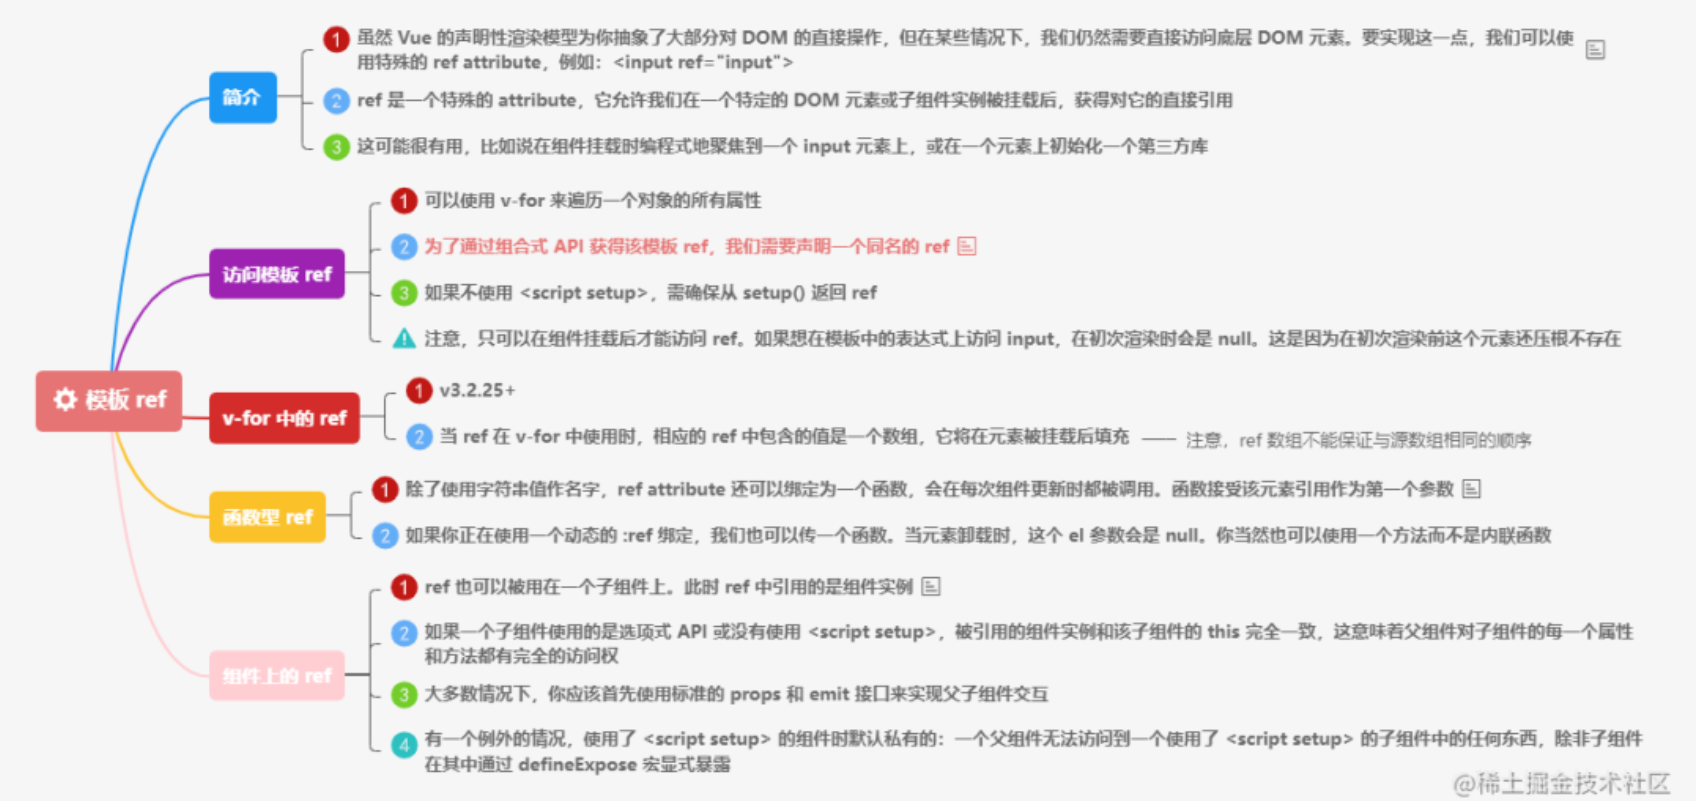 模板 ref
简介
1 虽然 Vue 的声明性渲染模型为你抽象了大部分对 DOM 的直接操作，但在某些情况下，我们仍然需要直接访问底层 DOM 元素。要实现这一点，我们可以使
用特殊的 ref attribute，例如：<input ref="input">
2 ref 是一个特殊的 attribute，它允许我们在一个特定的 DOM 元素或子组件实例被挂载后，获得对它的直接引用
3 这可能很有用，比如说在组件挂载时编程式地聚焦到一个 input 元素上，或在一个元素上初始化一个第三方库
访问模板 ref
1 可以使用 v-for 来遍历一个对象的所有属性
2 为了通过组合式 API 获得该模板 ref，我们需要声明一个同名的 ref
3 如果不使用 <script setup>，需确保从 setup() 返回 ref
注意，只可以在组件挂载后才能访问 ref。如果想在模板中的表达式上访问 input，在初次渲染时会是 null。这是因为在初次渲染前这个元素还压根不存在
v-for 中的 ref
1 v3.2.25+
2 当 ref 在 v-for 中使用时，相应的 ref 中包含的值是一个数组，它将在元素被挂载后填充
注意，ref 数组不能保证与源数组相同的顺序
函数型 ref
1 除了使用字符串值作名字，ref attribute 还可以绑定为一个函数，会在每次组件更新时都被调用。函数接受该元素引用作为第一个参数
2 如果你正在使用一个动态的 :ref 绑定，我们也可以传一个函数。当元素卸载时，这个 el 参数会是 null。你当然也可以使用一个方法而不是内联函数
组件上的 ref
1 ref 也可以被用在一个子组件上。此时 ref 中引用的是组件实例
2 如果一个子组件使用的是选项式 API 或没有使用 <script setup>，被引用的组件实例和该子组件的 this 完全一致，这意味着父组件对子组件的每一个属性
和方法都有完全的访问权
3 大多数情况下，你应该首先使用标准的 props 和 emit 接口来实现父子组件交互
4 有一个例外的情况，使用了 <script setup> 的组件时默认私有的：一个父组件无法访问到一个使用了 <script setup> 的子组件中的任何东西，除非子组件
在其中通过 defineExpose 宏显式暴露
@稀土掘金技术社区